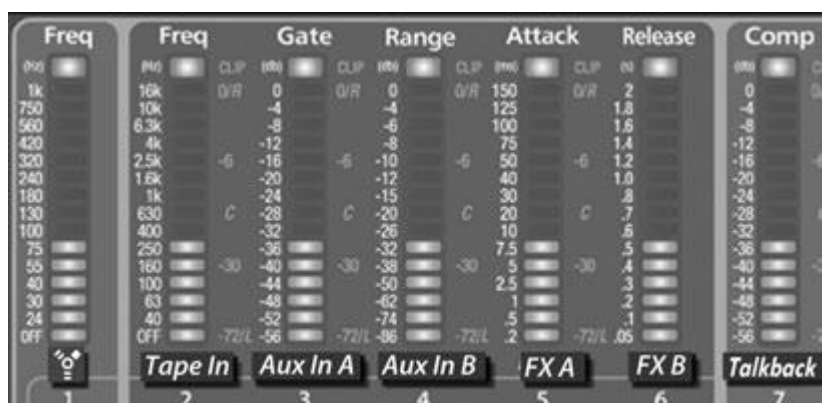 Freq Freq Gate Range Attack Release Comp
(Hz) (Hz) CLIP (db) CLIP (db) CLIP (ms) CLIP (s) (db)
1k 16k 0/R 0 0/R 0 0/R 150 0/R 2 0
750 10k -4 -4 125 1.8 -4
560 6.3k -8 -6 100 1.6 -8
420 4k -12 -8 75 1.4 -12
320 2.5k -6 -16 -6 -10 -6 50 -6 1.2 -16
240 1.6k -20 -12 40 1.0 -20
180 1k -24 -15 30 .8 -24
130 630 C -28 C -20 C 20 C .7 -28
100 400 -32 -26 10 .6 -32
75 250 -36 -32 7.5 .5 -36
55 160 -30 -40 -30 -38 -30 5 -30 .4 -40
40 100 -44 -50 2.5 .3 -44
30 63 -48 -62 1 .2 -48
24 40 -52 -74 .5 .1 -52
OFF OFF -72/L -56 -72/L -86 -72/L .2 -72/L .05 -56
Tape In Aux In A Aux In B FX A FX B Talkback
1 2 3 4 5 6 7